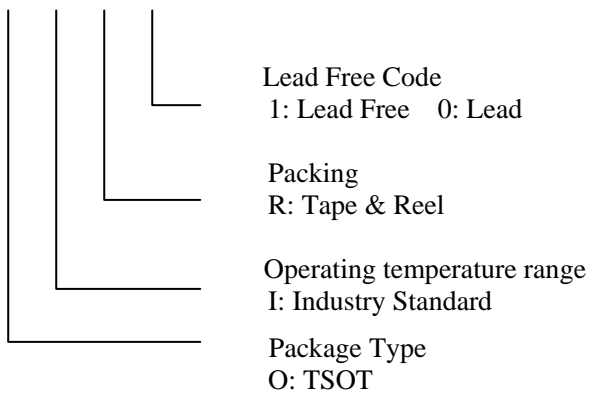 Lead Free Code
1: Lead Free 0: Lead
Packing
R: Tape & Reel
Operating temperature range
I: Industry Standard
Package Type
O: TSOT